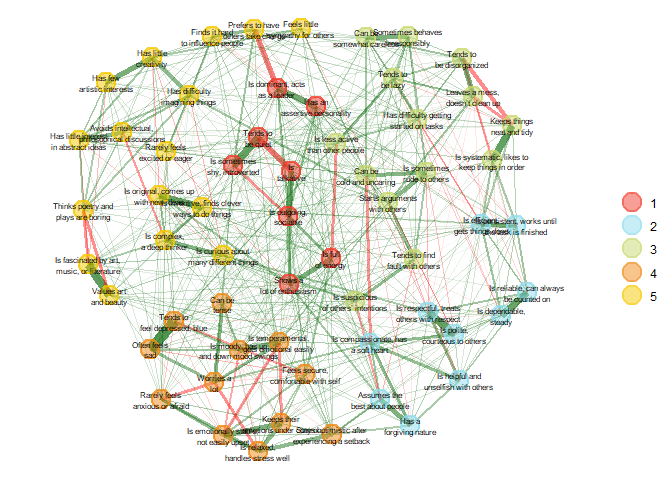 Finds it hard
to influence people
Prefers to have
others take charge
Feels little
sympathy for others
Can be
somewhat careless
Sometimes behaves
irresponsibly
Has little
creativity
Tends to
be disorganized
Has few
artistic interests
Has difficulty
imagining things
Is dominant, acts
as a leader
Has an
assertive personality
Tends to
be lazy
Leaves a mess,
doesn't clean up
Has difficulty getting
started on tasks
Keeps things
neat and tidy
Has little interest
in abstract ideas
Avoids intellectual,
philosophical discussions
Rarely feels
excited or eager
Tends to
be quiet
Is less active
than other people
Is sometimes
shy, introverted
Is
talkative
Can be
cold and uncaring
Is sometimes
rude to others
Is systematic, likes to
keep things in order
Is original, comes up
with new ideas
Is inventive, finds clever
ways to do things
Starts arguments
with others
Thinks poetry and
plays are boring
Is outgoing,
sociable
Is efficient,
gets things done
Is persistent, works until
the task is finished
Is complex,
a deep thinker
Is curious about
many different things
Is full
of energy
Tends to find
fault with others
Is fascinated by art,
music, or literature
Values art
and beauty
Shows a
lot of enthusiasm
Is suspicious
of others' intentions
Is reliable, can always
be counted on
Is dependable,
steady
Can be
tense
Tends to
feel depressed, blue
Is respectful, treats
others with respect
Is polite,
courteous to others
Often feels
sad
Is moody, has up
and down mood swings
Is temperamental,
gets emotional easily
Is compassionate, has
a soft heart
Worries a
lot
Feels secure,
comfortable with self
Is helpful and
unselfish with others
Rarely feels
anxious or afraid
Assumes the
best about people
Is emotionally stable,
not easily upset
Keeps their
emotions under control
Stays optimistic after
experiencing a setback
Has a
forgiving nature
Is relaxed,
handles stress well
1
2
3
4
5